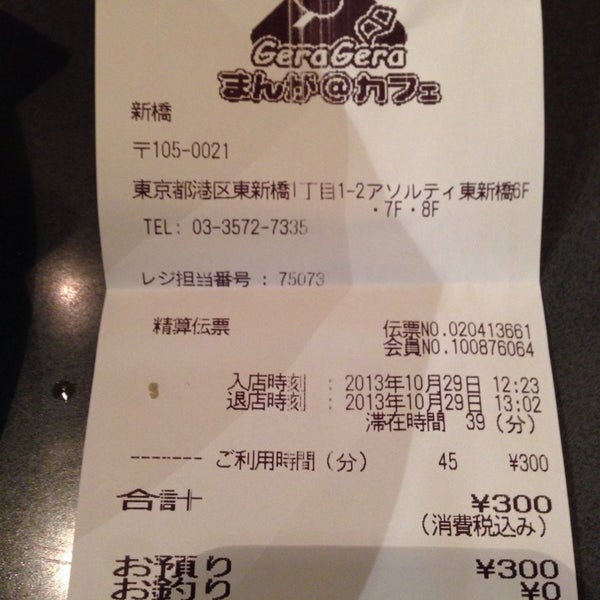 GeraGera
まんが@カフェ
新橋
〒105-0021
東京都港区東新橋1丁目1-2アソルティ東新橋6F
・7F・8F
TEL: 03-3572-7335
レジ担当番号 : 75073
精算伝票 伝票NO.020413661
会員NO.100876064
入店時刻 : 2013年10月29日 12:23
退店時刻 : 2013年10月29日 13:02
滞在時間 39 (分)
------- ご利用時間(分) 45 ¥300
合計 ¥300
(消費税込み)
お預り ¥300
お釣り ¥0